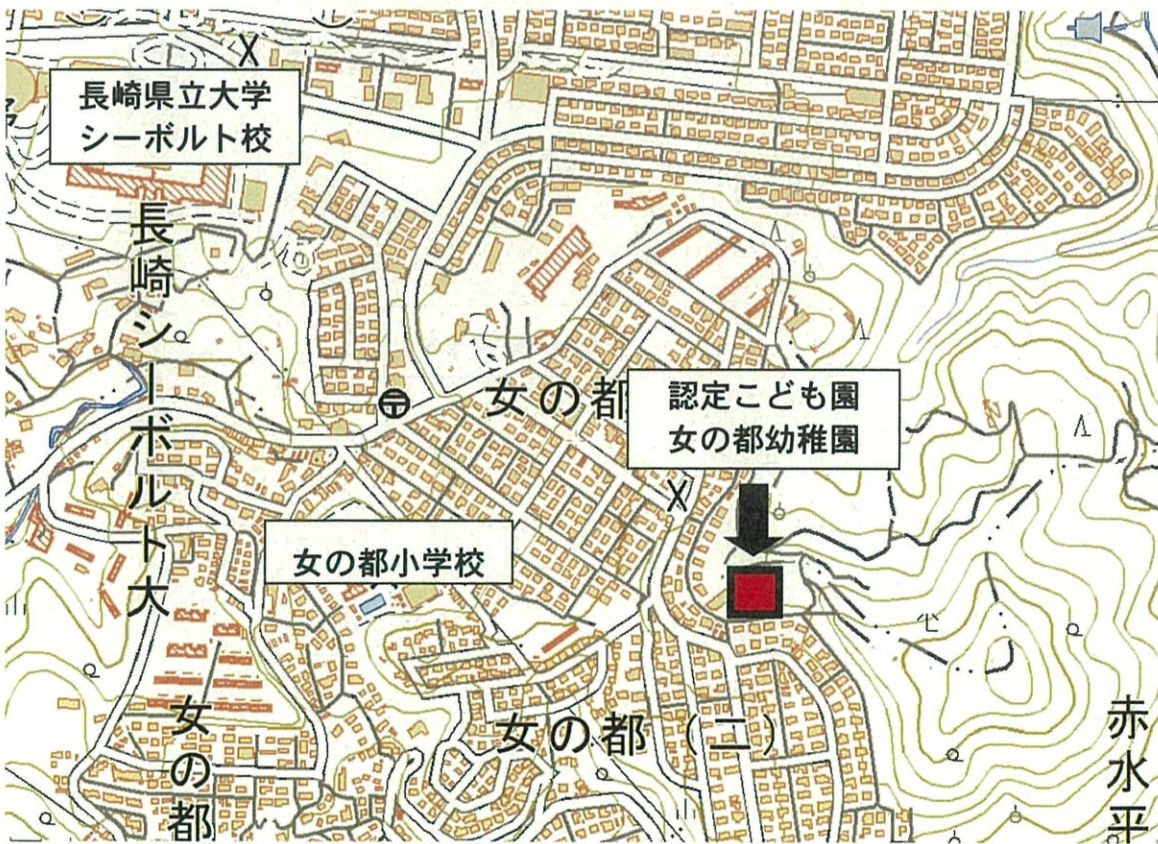 長崎県立大学
シーボルト校
長崎シーボルト大
女の都
認定こども園
女の都幼稚園
女の都小学校
女の都(二)
女の都
赤水平